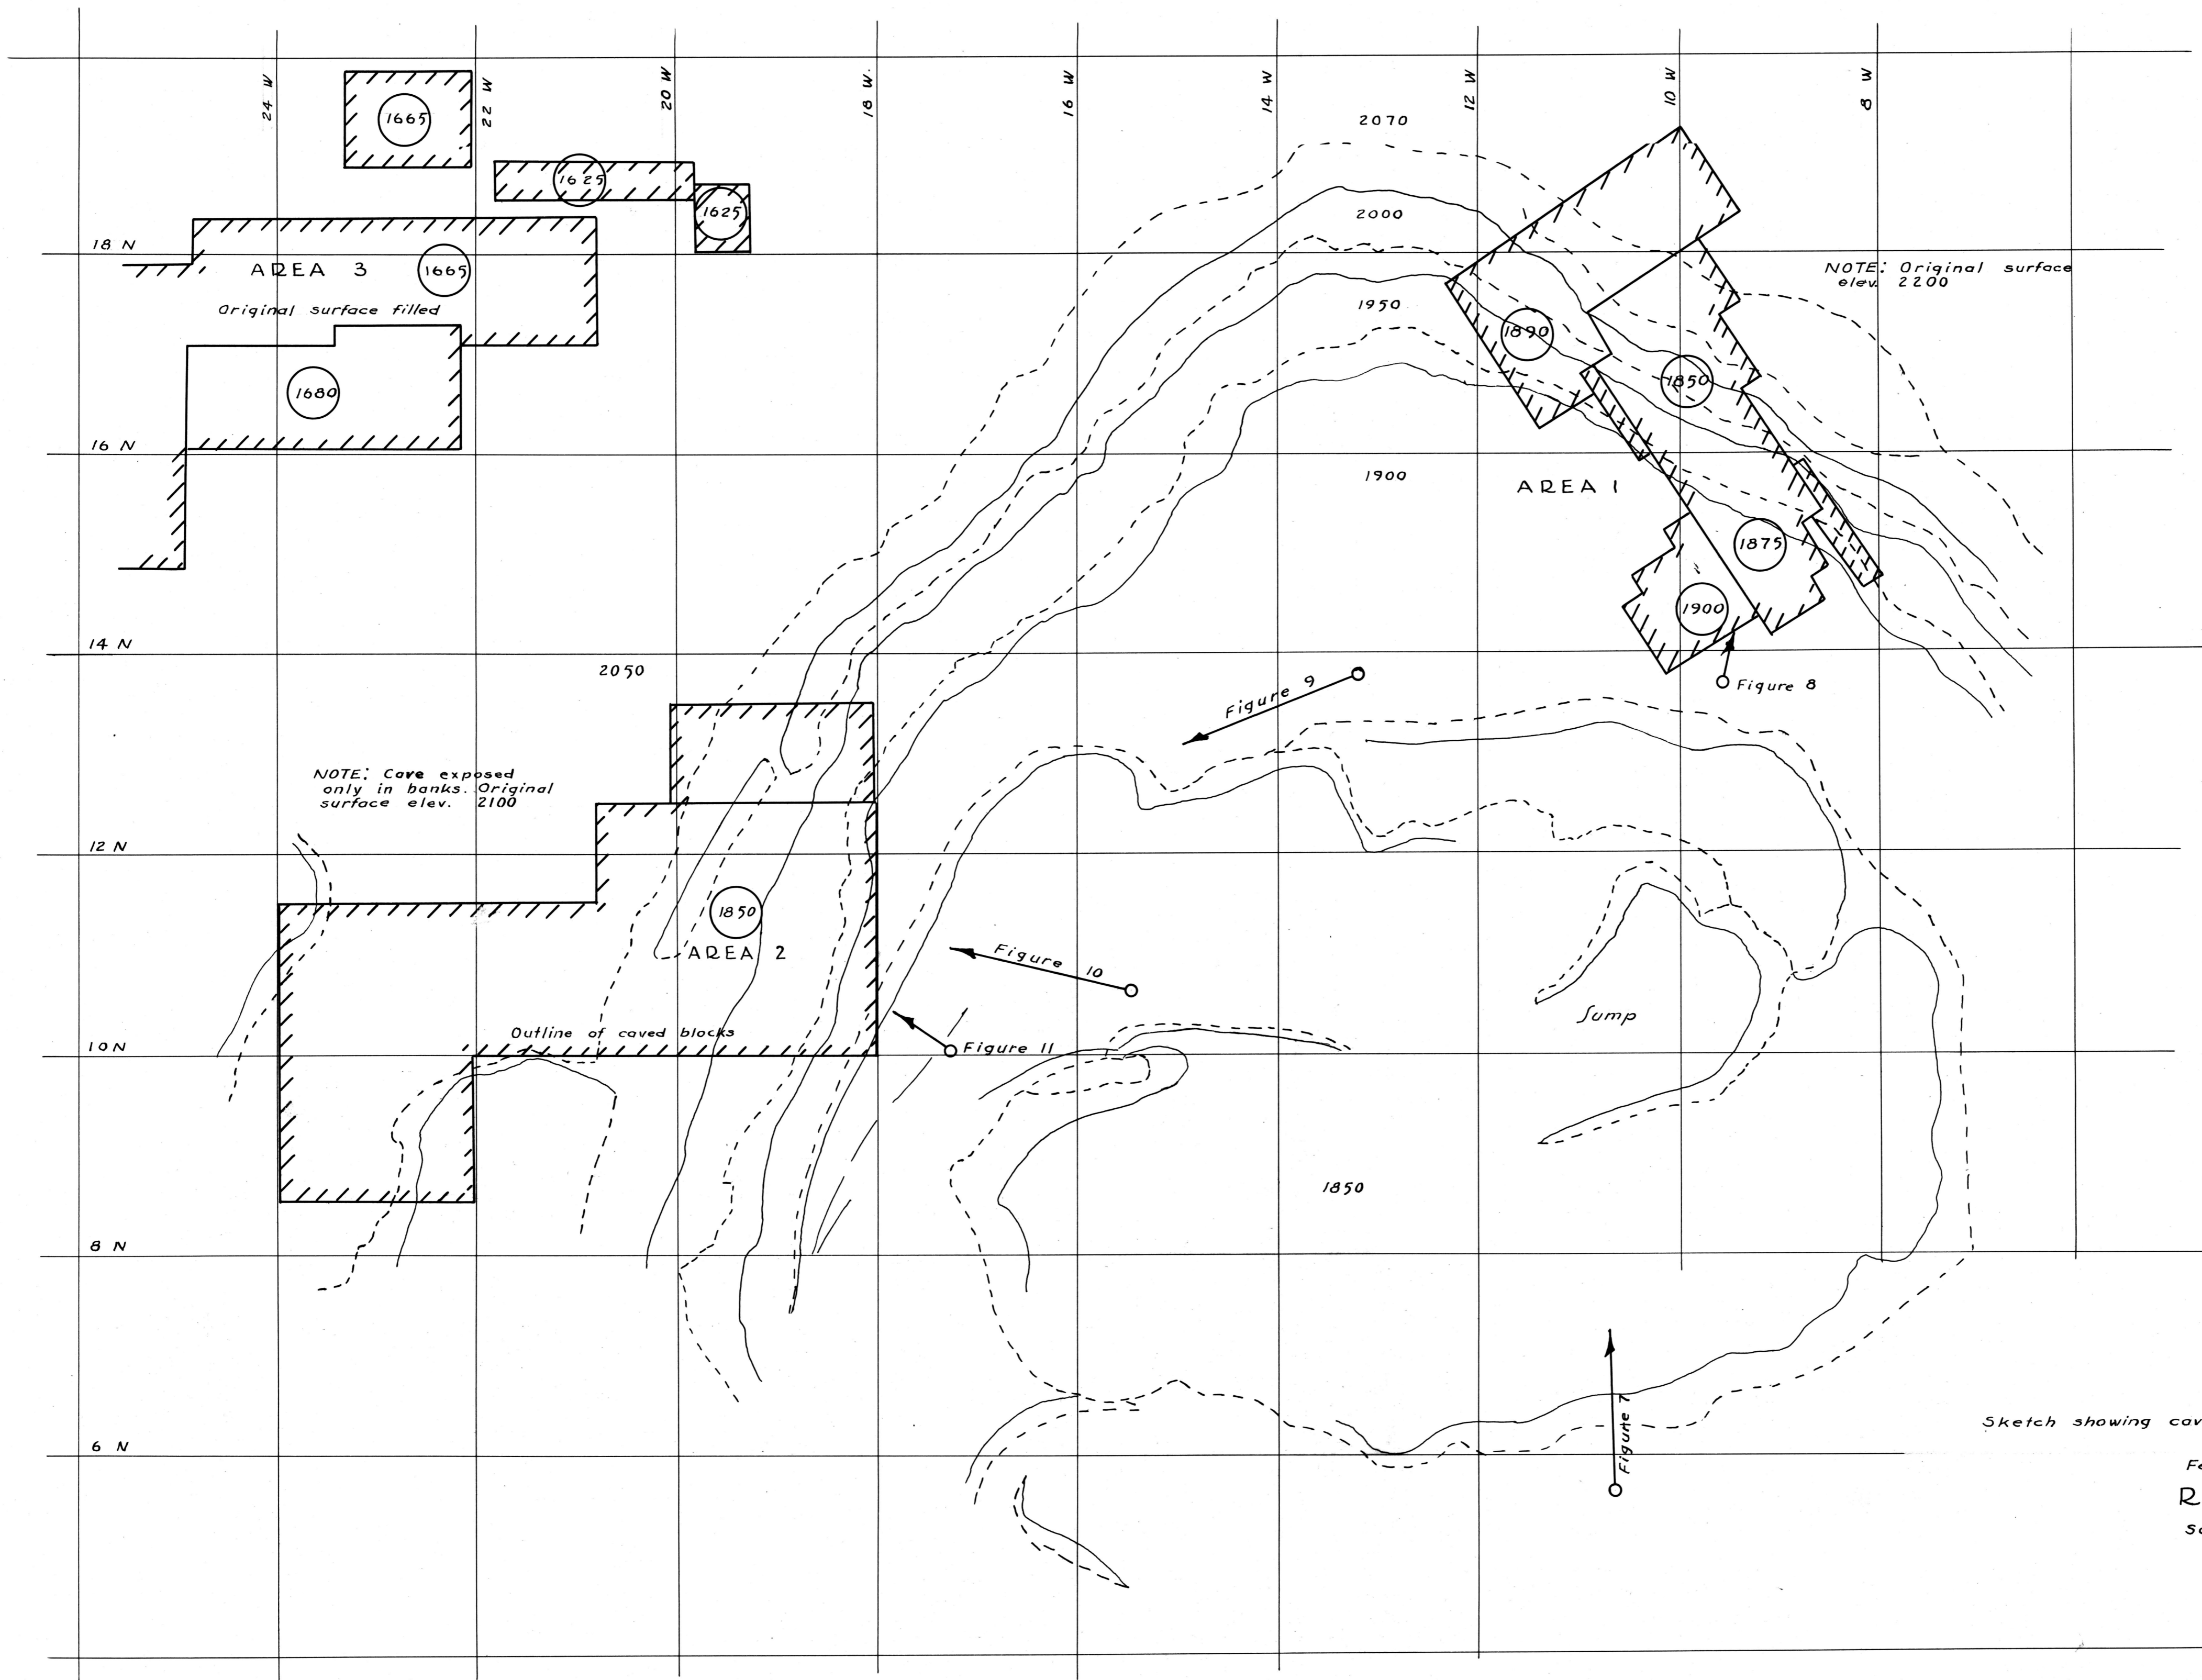 24 W
22 W
20 W
18 W.
16 W
14 W
12 W
10 W
8 W
1665
1625
1625
2070
2000
18 N
AREA 3
1665
Original surface filled
NOTE: Original surface
elev. 2200
1950
1890
1680
1850
16 N
1900
AREA 1
1875
1900
14 N
2050
Figure 9
Figure 8
NOTE: Cave exposed
only in banks. Original
surface elev. 2100
12 N
1850
AREA 2
Figure 10
Sump
Outline of caved blocks
10 N
Figure 11
1850
8 N
Figure 7
Sketch showing cav
6 N
Fe
R
sc